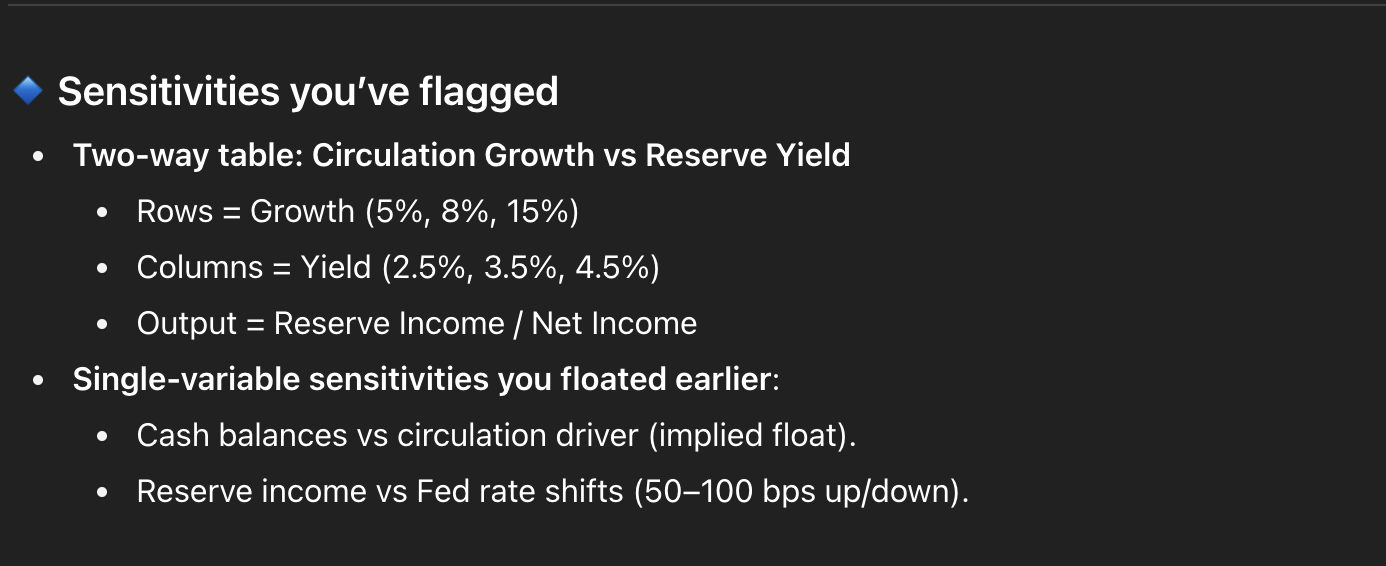 🔹 Sensitivities you’ve flagged
• Two-way table: Circulation Growth vs Reserve Yield
• Rows = Growth (5%, 8%, 15%)
• Columns = Yield (2.5%, 3.5%, 4.5%)
• Output = Reserve Income / Net Income
• Single-variable sensitivities you floated earlier:
• Cash balances vs circulation driver (implied float).
• Reserve income vs Fed rate shifts (50–100 bps up/down).